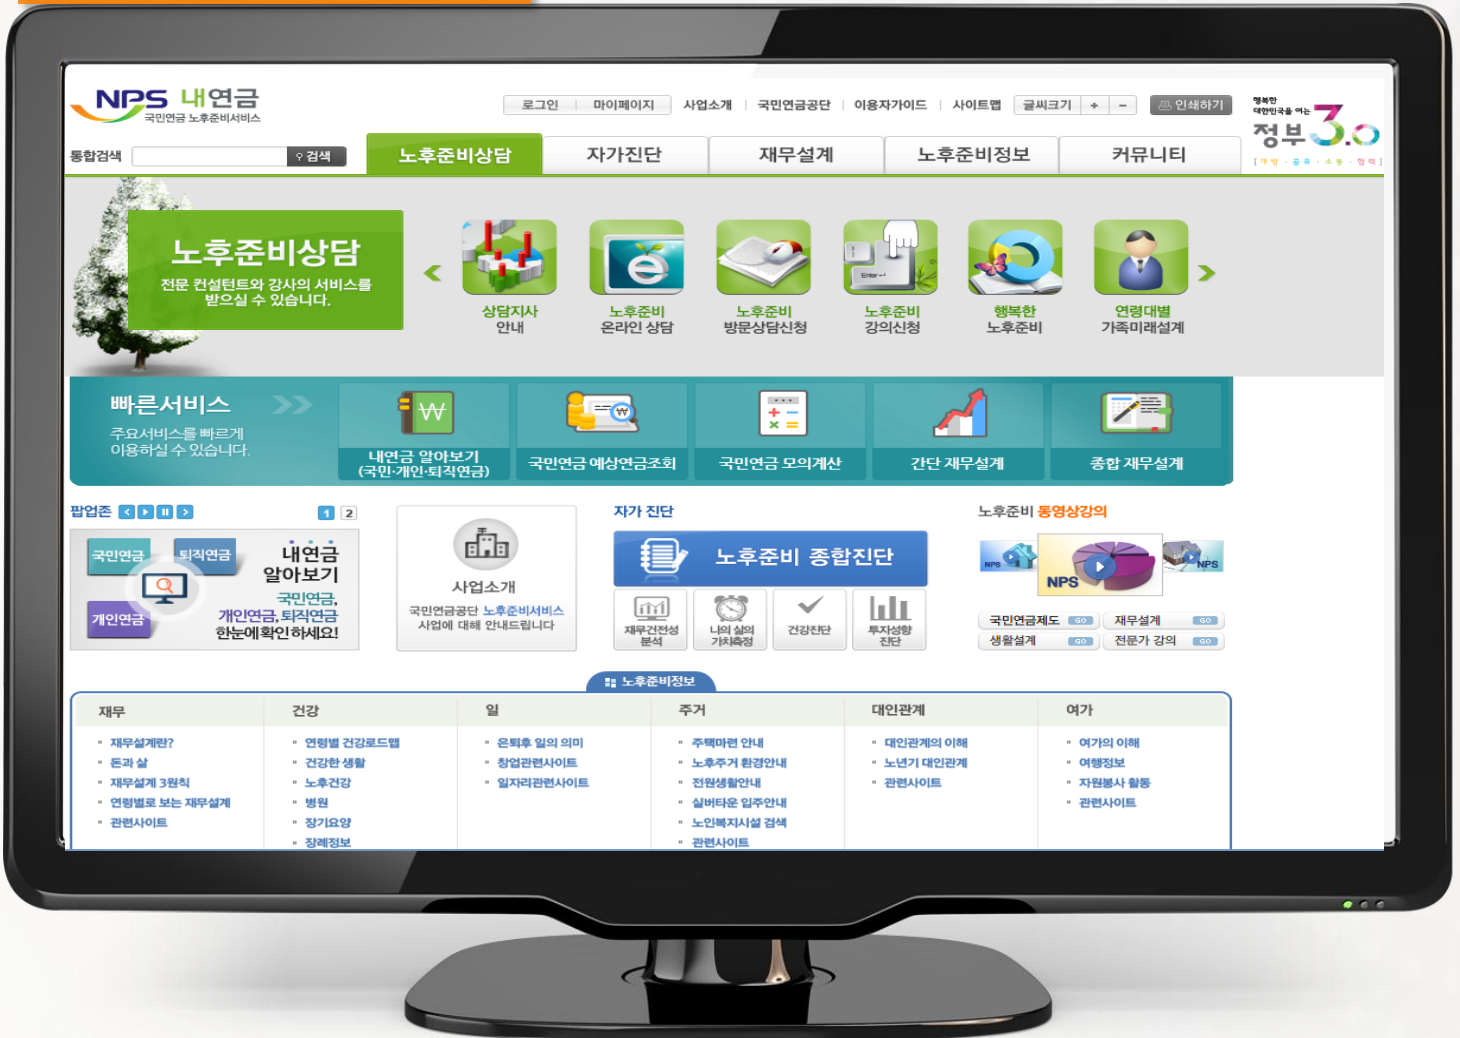 NPS 내연금
국민연금 노후준비서비스
로그인 마이페이지 사업소개 국민연금공단 이용자가이드 사이트맵 글씨크기 + - 인쇄하기
행복한
대한민국을 여는
정부3.0
[개방·공유·소통·협력]
통합검색 검색
노후준비상담 자가진단 재무설계 노후준비정보 커뮤니티
노후준비상담
전문 컨설턴트와 강사의 서비스를
받으실 수 있습니다.
상담지사
안내
노후준비
온라인 상담
노후준비
방문상담신청
Enter
노후준비
강의신청
행복한
노후준비
연령대별
가족미래설계
빠른서비스
주요서비스를 빠르게
이용하실 수 있습니다.
내연금 알아보기
(국민·개인·퇴직연금)
국민연금 예상연금조회
국민연금 모의계산
간단 재무설계
종합 재무설계
팝업존 1 2
국민연금 퇴직연금
개인연금
내연금
알아보기
국민연금,
개인연금, 퇴직연금
한눈에 확인 하세요!
사업소개
국민연금공단 노후준비서비스
사업에 대해 안내드립니다
자가 진단
노후준비 종합진단
재무건전성
분석
나의 삶의
가치측정
건강진단
투자성향
진단
노후준비 동영상강의
NPS NPS NPS
국민연금제도 GO 재무설계 GO
생활설계 GO 전문가 강의 GO
노후준비정보
재무
재무설계란?
돈과 삶
재무설계 3원칙
연령별로 보는 재무설계
관련사이트
건강
연령별 건강로드맵
건강한 생활
노후건강
병원
장기요양
장례정보
일
은퇴후 일의 의미
창업관련사이트
일자리관련사이트
주거
주택마련 안내
노후주거 환경안내
전원생활안내
실버타운 입주안내
노인복지시설 검색
관련사이트
대인관계
대인관계의 이해
노년기 대인관계
관련사이트
여가
여가의 이해
여행정보
자원봉사 활동
관련사이트